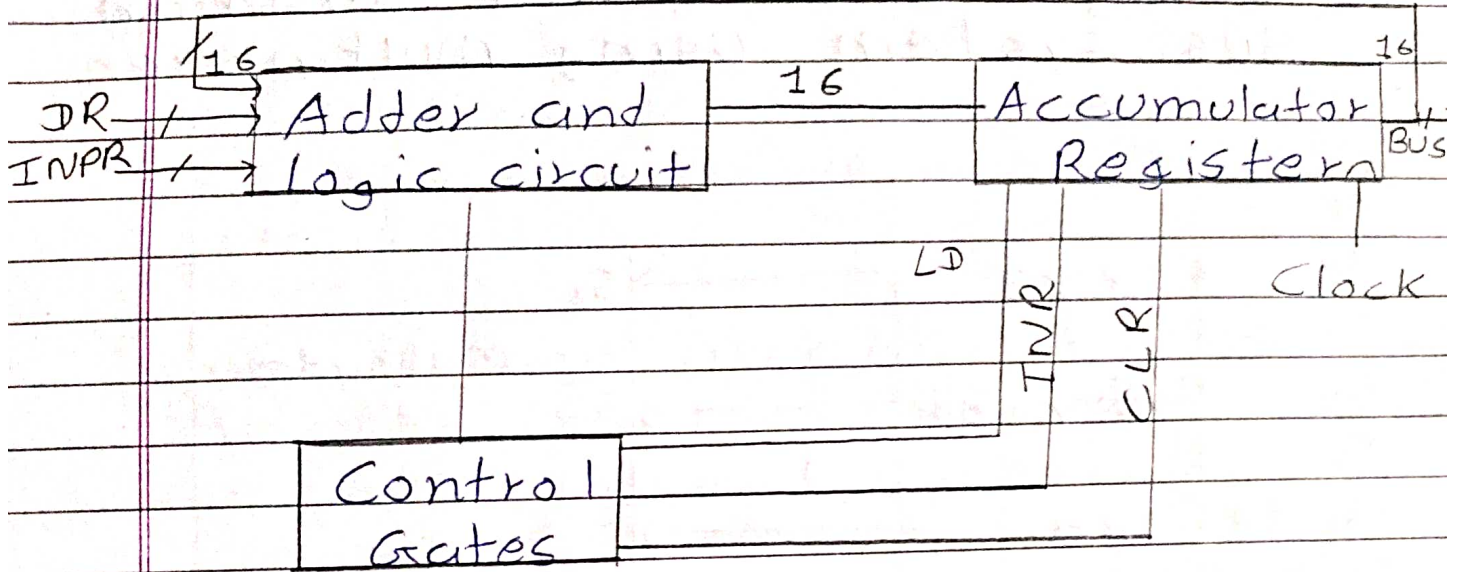 16
16
16
DR
Adder and
Accumulator
INPR
Logic circuit
Register
BUS
LD
INR
CLR
Clock
Control
Gates